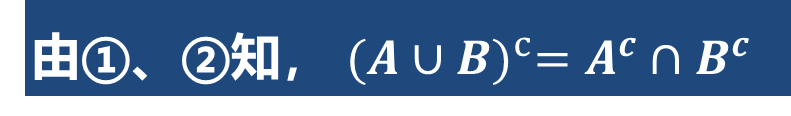 由①、②知， (A ∪ B)ᶜ= Aᶜ ∩ Bᶜ